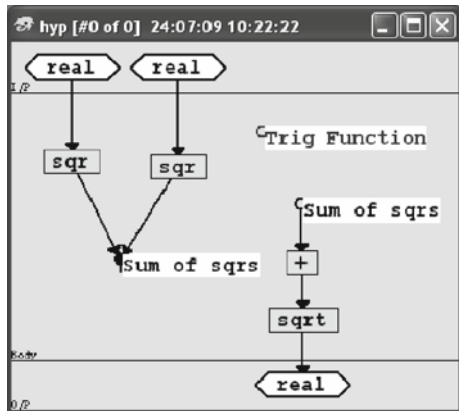 hyp [#0 of 0] 24:07:09 10:22:22
real real
I/P
Trig Function
sqr sqr
Sum of sqrs
Sum of sqrs
+
sqrt
Body
real
O/P